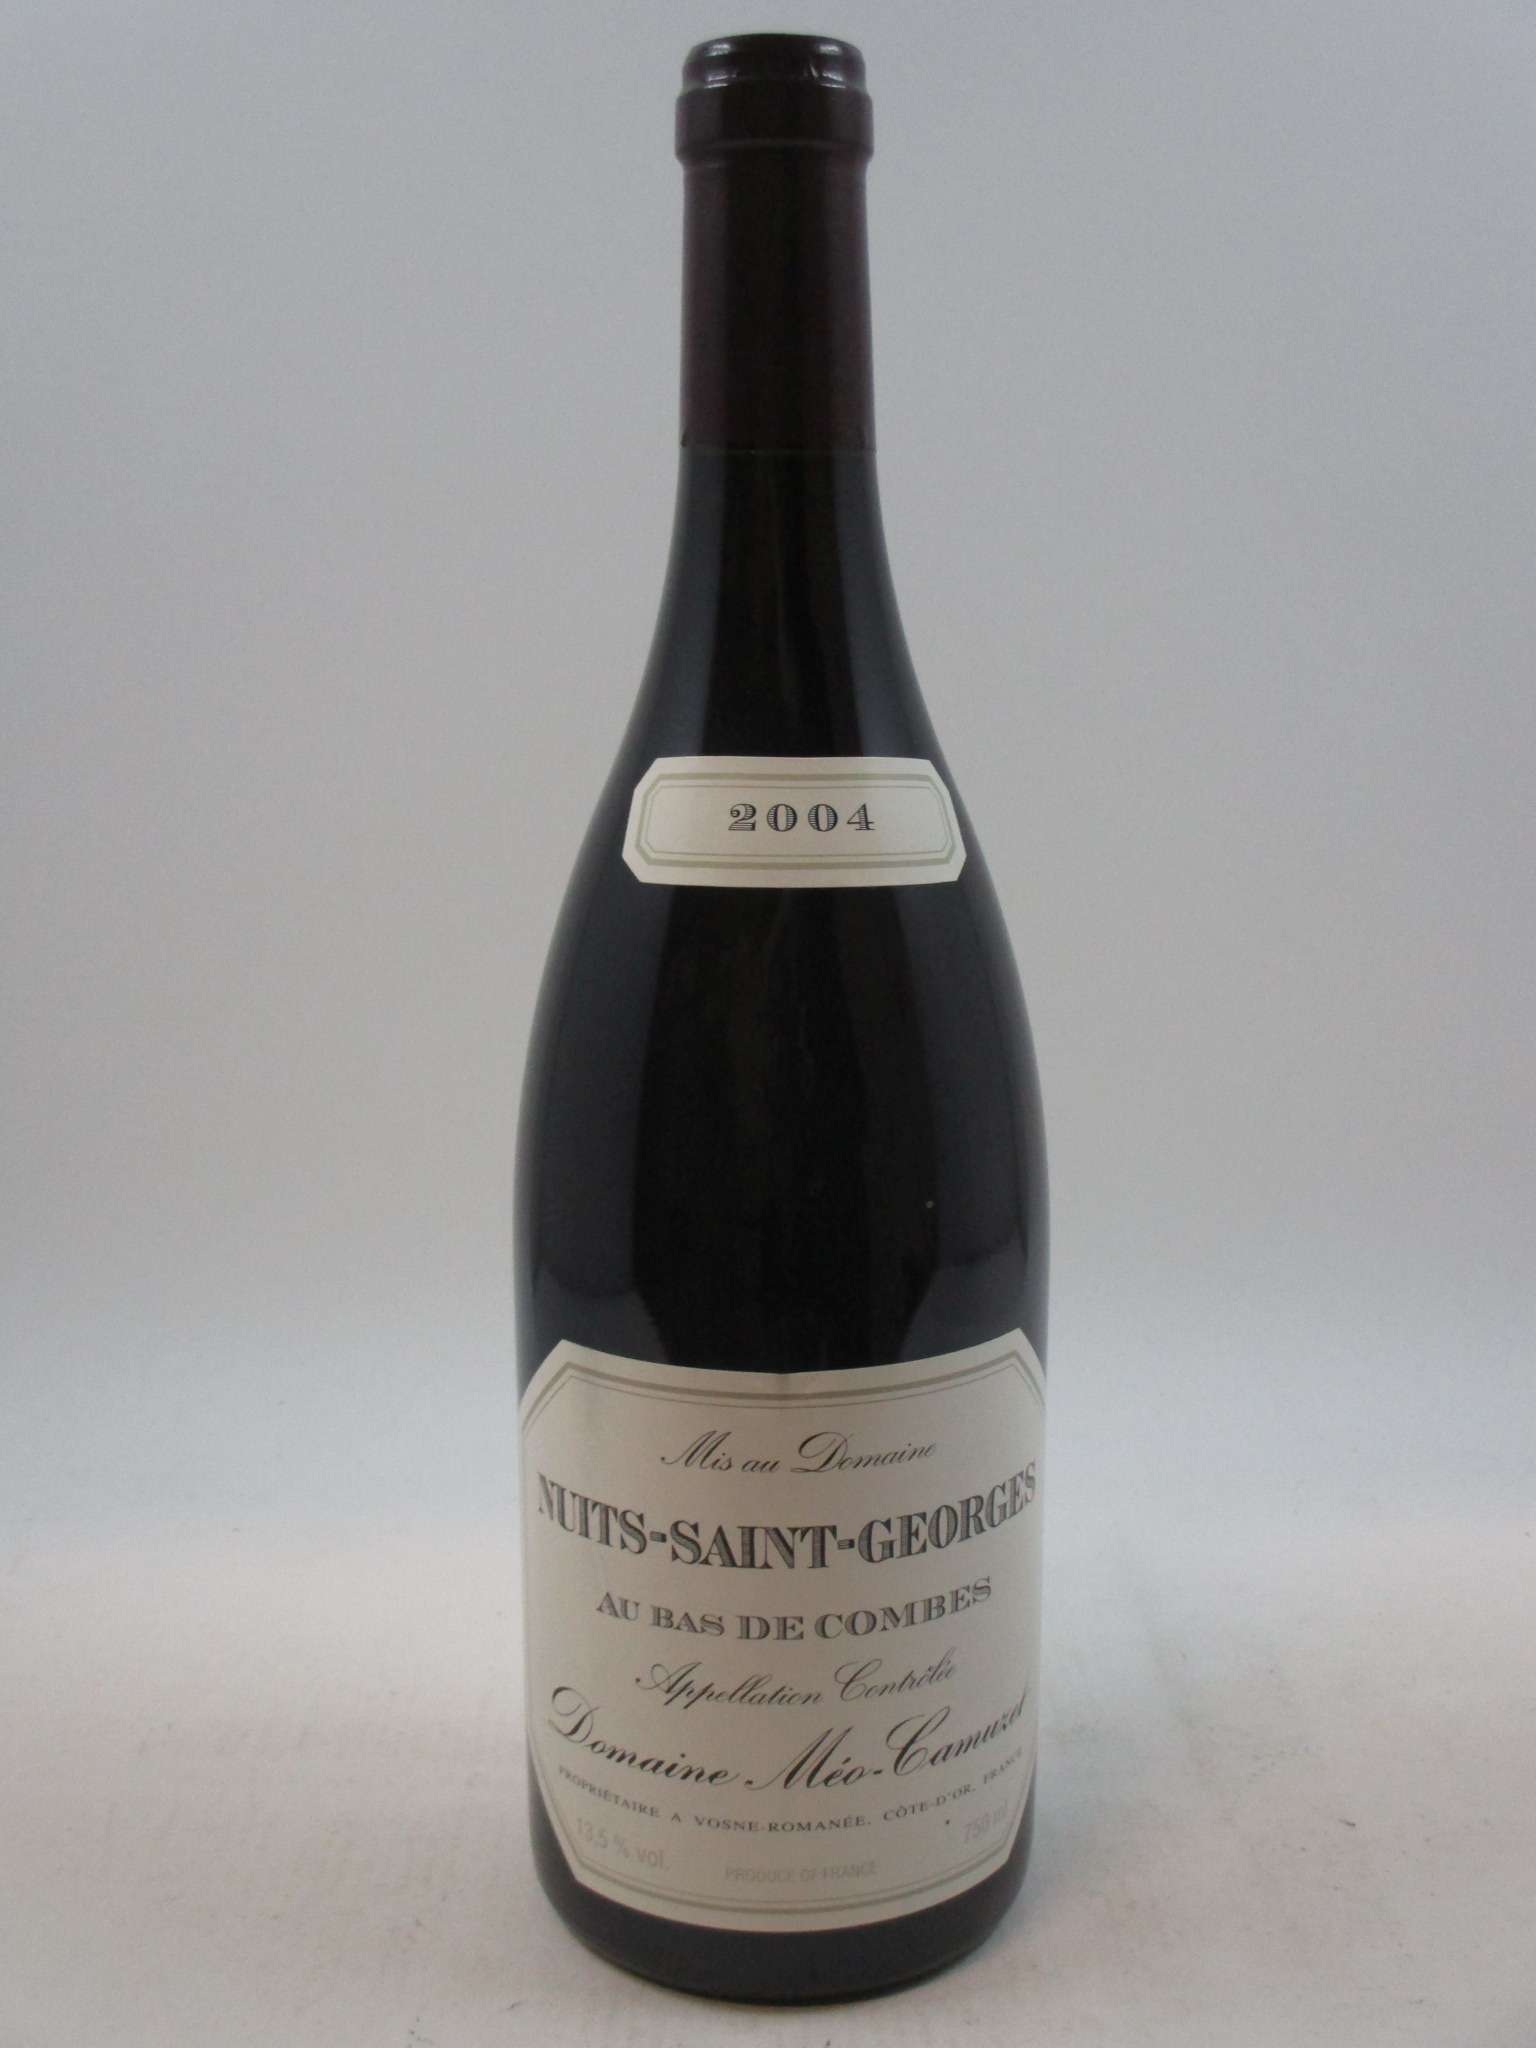 2004
Mis au Domaine
NUITS-SAINT-GEORGES
AU BAS DE COMBES
Appellation Contrôlée
Domaine Méo-Camuzet
PROPRIÉTAIRE A VOSNE-ROMANÉE, CÔTE-D'OR, FRANCE
13,5 % vol. 750 ml
PRODUCE OF FRANCE